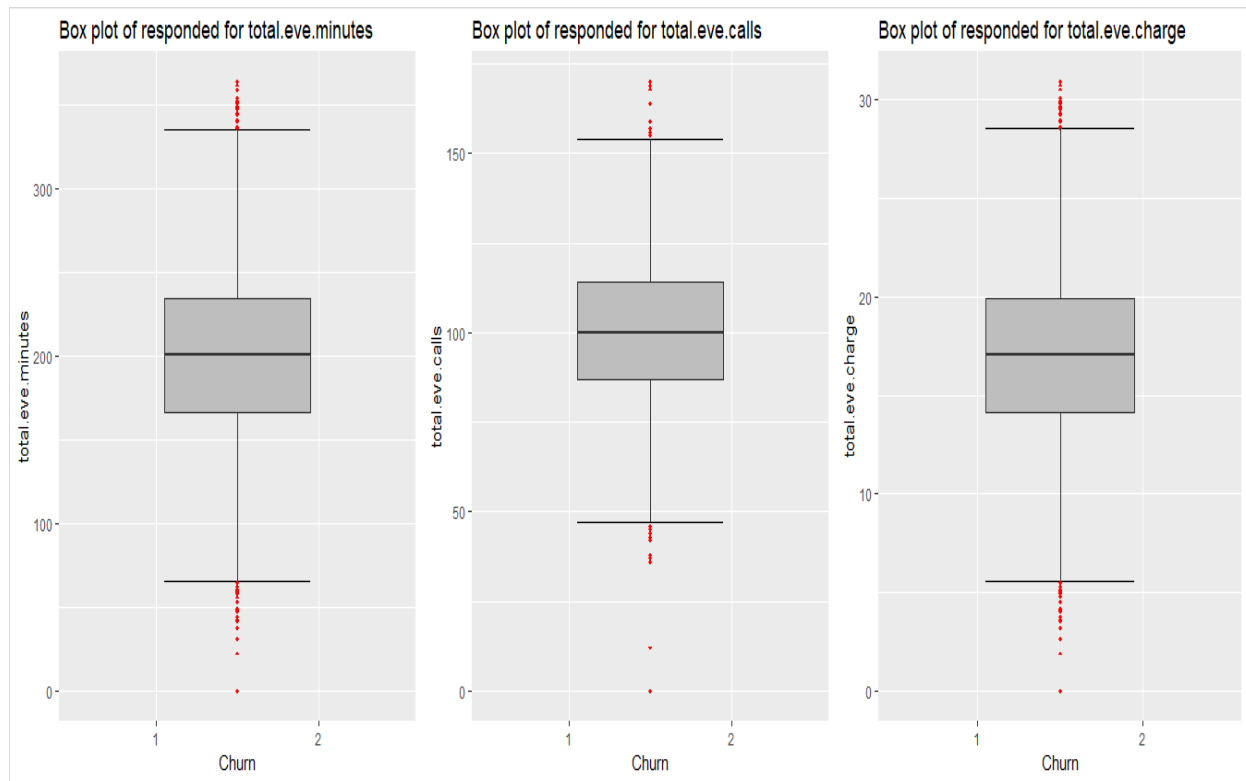 Box plot of responded for total.eve.minutes
total.eve.minutes
300
200
100
0
1 2
Churn
Box plot of responded for total.eve.calls
total.eve.calls
150
100
50
0
1 2
Churn
Box plot of responded for total.eve.charge
total.eve.charge
30
20
10
0
1 2
Churn